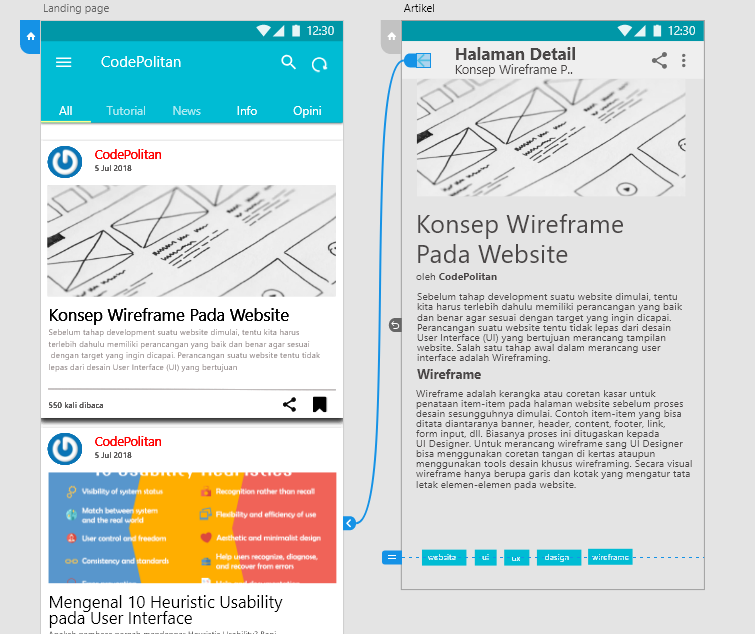 Landing page
12:30
CodePolitan
All Tutorial News Info Opini
CodePolitan
5 Jul 2018
Konsep Wireframe Pada Website
Sebelum tahap development suatu website dimulai, tentu kita harus
terlebih dahulu memiliki perancangan yang baik dan benar agar sesuai
dengan target yang ingin dicapai. Perancangan suatu website tentu tidak
lepas dari desain User Interface (UI) yang bertujuan
550 kali dibaca
CodePolitan
5 Jul 2018
10 Usability Heuristics
Visibility of system status
Match between system
and the real world
User control and freedom
Consistency and standards
Error prevention
Recognition rather than recall
Flexibility and efficiency of use
Aesthetic and minimalist design
Help users recognize, diagnose,
and recover from error
Help and documentation
Mengenal 10 Heuristic Usability
pada User Interface
Artikel
12:30
Halaman Detail
Konsep Wireframe P..
Konsep Wireframe
Pada Website
oleh CodePolitan
Sebelum tahap development suatu website dimulai, tentu
kita harus terlebih dahulu memiliki perancangan yang baik
dan benar agar sesuai dengan target yang ingin dicapai.
Perancangan suatu website tentu tidak lepas dari desain
User Interface (UI) yang bertujuan merancang tampilan
website. Salah satu tahap awal dalam merancang user
interface adalah Wireframing.
Wireframe
Wireframe adalah kerangka atau coretan kasar untuk
penataan item-item pada halaman website sebelum proses
desain sesungguhnya dimulai. Contoh item-item yang bisa
ditata diantaranya banner, header, content, footer, link,
form input, dll. Biasanya proses ini ditugaskan kepada
UI Designer. Untuk merancang wireframe sang UI Designer
bisa menggunakan coretan tangan di kertas ataupun
menggunakan tools desain khusus wireframing. Secara visual
wireframe hanya berupa garis dan kotak yang mengatur tata
letak elemen-elemen pada website.
website ui ux design wireframe